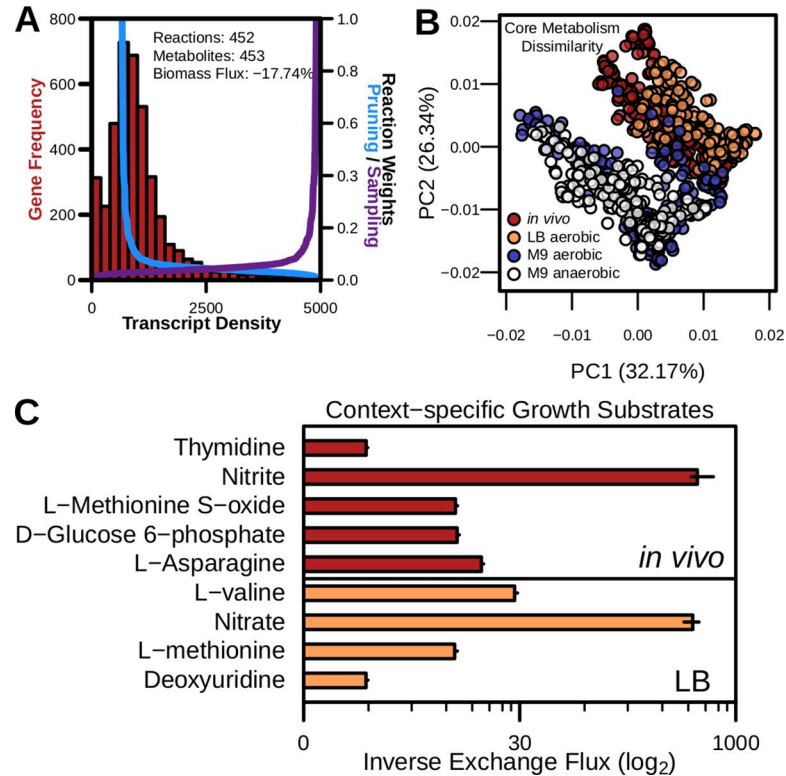 A
Reactions: 452
Metabolites: 453
Biomass Flux: −17.74%
Gene Frequency
800
600
400
200
0
1.0
0.8
0.6
0.3
0.2
0.0
Reaction Weights
Pruning / Sampling
0
2500
5000
Transcript Density
B
Core Metabolism
Dissimilarity
PC2 (26.34%)
0.02
0.01
0.00
−0.01
−0.02
in vivo
LB aerobic
M9 aerobic
M9 anaerobic
−0.02
−0.01
0.00
0.01
0.02
PC1 (32.17%)
C
Context−specific Growth Substrates
Thymidine
Nitrite
L−Methionine S−oxide
D−Glucose 6−phosphate
L−Asparagine
in vivo
L−valine
Nitrate
L−methionine
Deoxyuridine
LB
0
30
1000
Inverse Exchange Flux (log2)